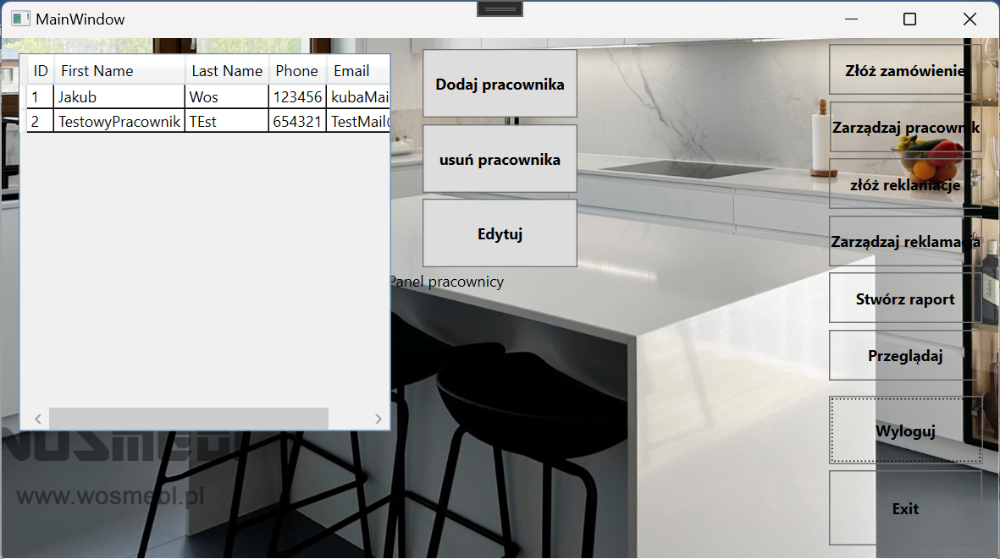 MainWindow
ID First Name Last Name Phone Email
1 Jakub Wos 123456 kubaMai
2 TestowyPracownik TEst 654321 TestMail(
Dodaj pracownika
usuń pracownika
Edytuj
Panel pracownicy
Złóż zamówienie
Zarządzaj pracownik
złóż reklamacje
Zarządzaj reklamacja
Stwórz raport
Przeglądaj
Wyloguj
Exit
www.wosmebl.pl